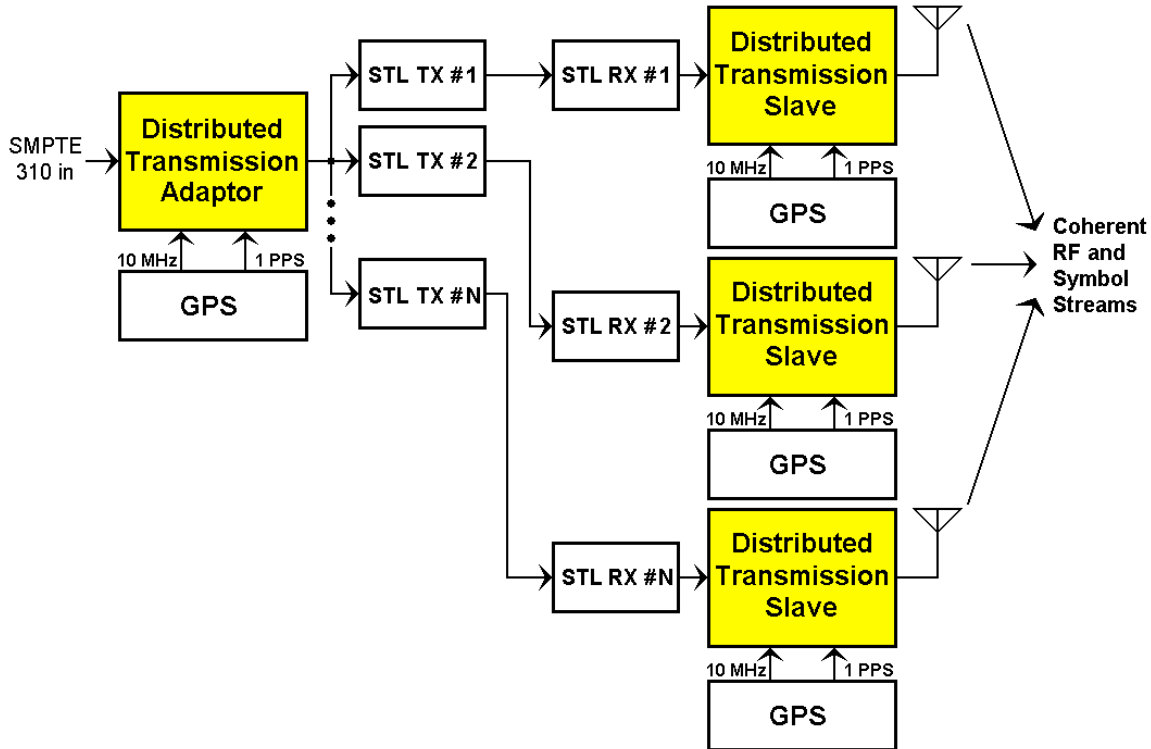 SMPTE
310 in
Distributed
Transmission
Adaptor
10 MHz
1 PPS
GPS
STL TX #1
STL TX #2
STL TX #N
STL RX #1
STL RX #2
STL RX #N
Distributed
Transmission
Slave
10 MHz
1 PPS
GPS
Distributed
Transmission
Slave
10 MHz
1 PPS
GPS
Distributed
Transmission
Slave
10 MHz
1 PPS
GPS
Coherent
RF and
Symbol
Streams